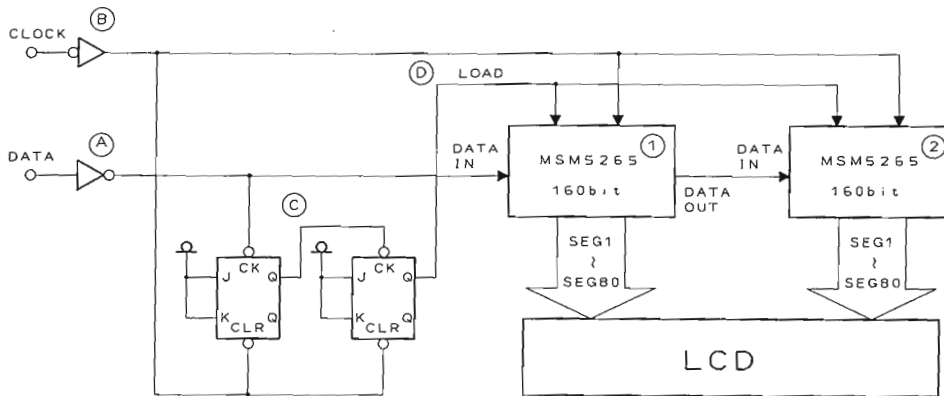 B
CLOCK
D
LOAD
A
DATA
DATA
IN
1
MSM5265
160bit
DATA
OUT
DATA
IN
2
MSM5265
160bit
C
CK
J
Q
K
Q
CLR
CK
J
Q
K
Q
CLR
SEG1
~
SEG80
SEG1
~
SEG80
LCD